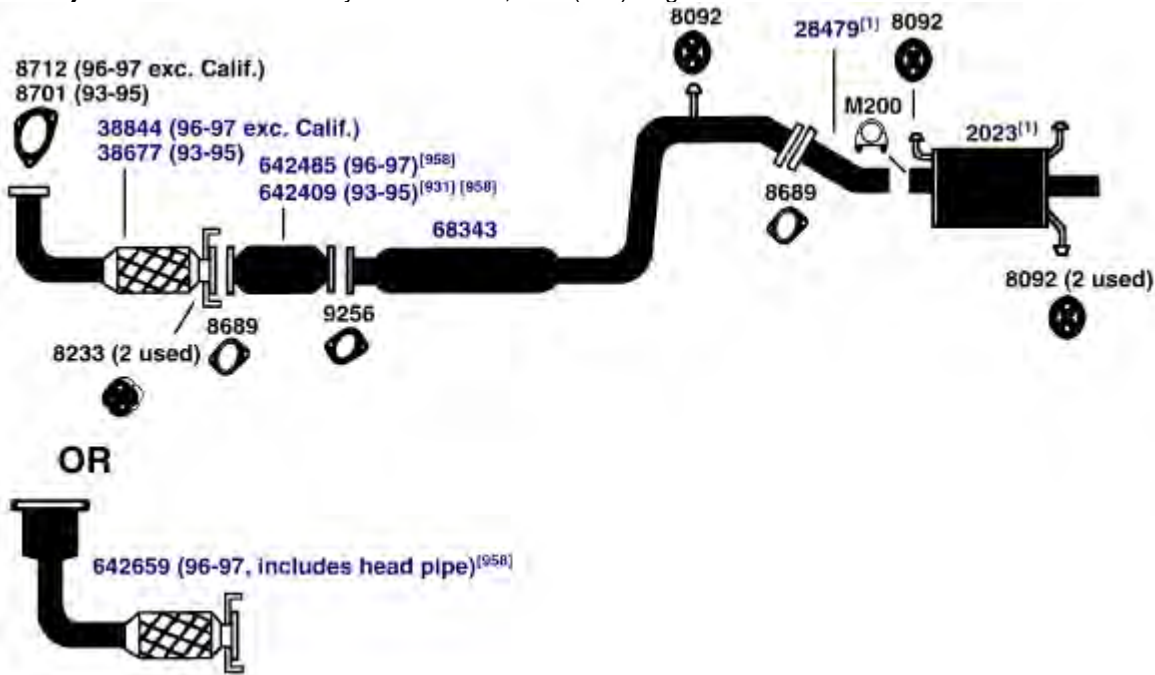 8092
28479[1]
8092
8712 (96-97 exc. Calif.)
8701 (93-95)
M200
38844 (96-97 exc. Calif.)
38677 (93-95)
2023[1]
642485 (96-97)[958]
642409 (93-95)[931] [958]
8689
68343
8092 (2 used)
8689
9256
8233 (2 used)
OR
642659 (96-97, includes head pipe)[958]